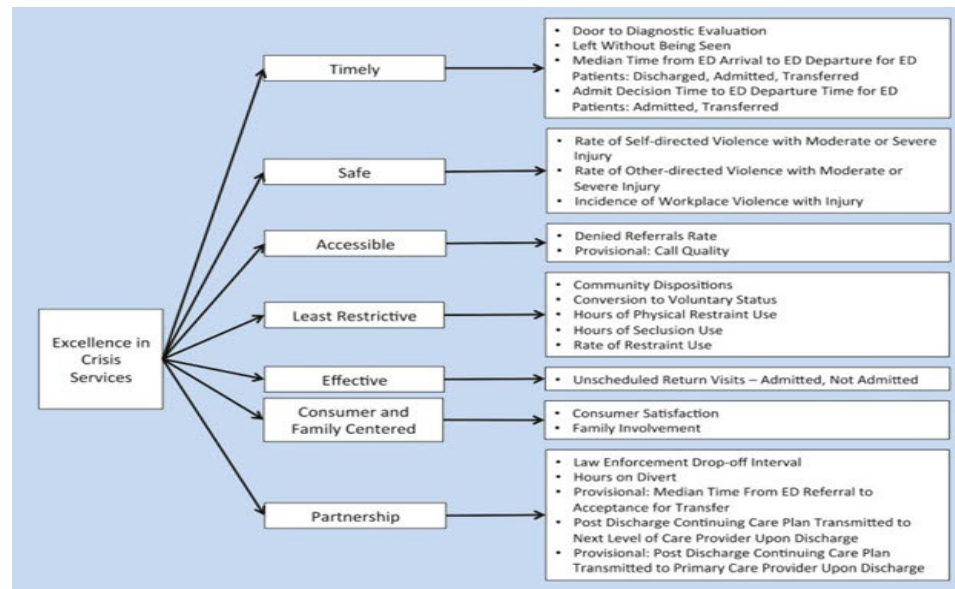 Excellence in
Crisis
Services
Timely
• Door to Diagnostic Evaluation
• Left Without Being Seen
• Median Time from ED Arrival to ED Departure for ED
Patients: Discharged, Admitted, Transferred
• Admit Decision Time to ED Departure Time for ED
Patients: Admitted, Transferred
Safe
• Rate of Self-directed Violence with Moderate or Severe
Injury
• Rate of Other-directed Violence with Moderate or
Severe Injury
• Incidence of Workplace Violence with Injury
Accessible
• Denied Referrals Rate
• Provisional: Call Quality
Least Restrictive
• Community Dispositions
• Conversion to Voluntary Status
• Hours of Physical Restraint Use
• Hours of Seclusion Use
• Rate of Restraint Use
Effective
• Unscheduled Return Visits – Admitted, Not Admitted
Consumer and
Family Centered
• Consumer Satisfaction
• Family Involvement
Partnership
• Law Enforcement Drop-off Interval
• Hours on Divert
• Provisional: Median Time From ED Referral to
Acceptance for Transfer
• Post Discharge Continuing Care Plan Transmitted to
Next Level of Care Provider Upon Discharge
• Provisional: Post Discharge Continuing Care Plan
Transmitted to Primary Care Provider Upon Discharge